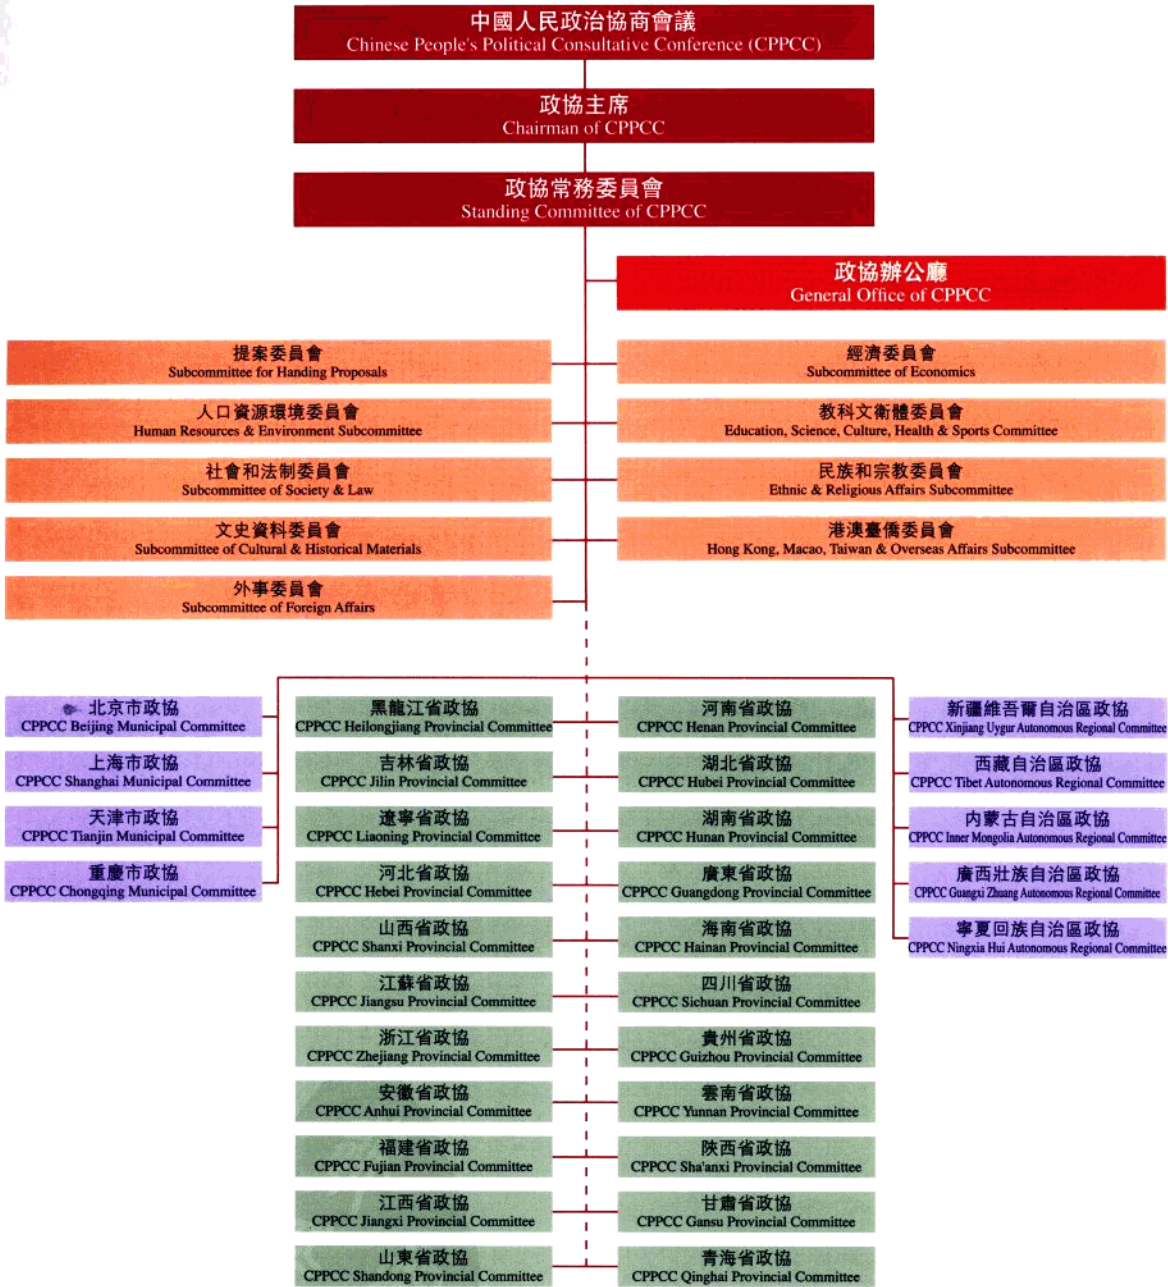 中國人民政治協商會議
Chinese People's Political Consultative Conference (CPPCC)
政協主席
Chairman of CPPCC
政協常務委員會
Standing Committee of CPPCC
政協辦公廳
General Office of CPPCC
提案委員會
Subcommittee for Handing Proposals
經濟委員會
Subcommittee of Economics
人口資源環境委員會
Human Resources & Environment Subcommittee
教科文衛體委員會
Education, Science, Culture, Health & Sports Committee
社會和法制委員會
Subcommittee of Society & Law
民族和宗教委員會
Ethnic & Religious Affairs Subcommittee
文史資料委員會
Subcommittee of Cultural & Historical Materials
港澳臺僑委員會
Hong Kong, Macao, Taiwan & Overseas Affairs Subcommittee
外事委員會
Subcommittee of Foreign Affairs
北京市政協
CPPCC Beijing Municipal Committee
上海市政協
CPPCC Shanghai Municipal Committee
天津市政協
CPPCC Tianjin Municipal Committee
重慶市政協
CPPCC Chongqing Municipal Committee
黑龍江省政協
CPPCC Heilongjiang Provincial Committee
吉林省政協
CPPCC Jilin Provincial Committee
遼寧省政協
CPPCC Liaoning Provincial Committee
河北省政協
CPPCC Hebei Provincial Committee
山西省政協
CPPCC Shanxi Provincial Committee
江蘇省政協
CPPCC Jiangsu Provincial Committee
浙江省政協
CPPCC Zhejiang Provincial Committee
安徽省政協
CPPCC Anhui Provincial Committee
福建省政協
CPPCC Fujian Provincial Committee
江西省政協
CPPCC Jiangxi Provincial Committee
山東省政協
CPPCC Shandong Provincial Committee
河南省政協
CPPCC Henan Provincial Committee
湖北省政協
CPPCC Hubei Provincial Committee
湖南省政協
CPPCC Hunan Provincial Committee
廣東省政協
CPPCC Guangdong Provincial Committee
海南省政協
CPPCC Hainan Provincial Committee
四川省政協
CPPCC Sichuan Provincial Committee
貴州省政協
CPPCC Guizhou Provincial Committee
雲南省政協
CPPCC Yunnan Provincial Committee
陝西省政協
CPPCC Sha'anxi Provincial Committee
甘肅省政協
CPPCC Gansu Provincial Committee
青海省政協
CPPCC Qinghai Provincial Committee
新疆維吾爾自治區政協
CPPCC Xinjiang Uygur Autonomous Regional Committee
西藏自治區政協
CPPCC Tibet Autonomous Regional Committee
内蒙古自治區政協
CPPCC Inner Mongolia Autonomous Regional Committee
廣西壯族自治區政協
CPPCC Guangxi Zhuang Autonomous Regional Committee
寧夏回族自治區政協
CPPCC Ningxia Hui Autonomous Regional Committee